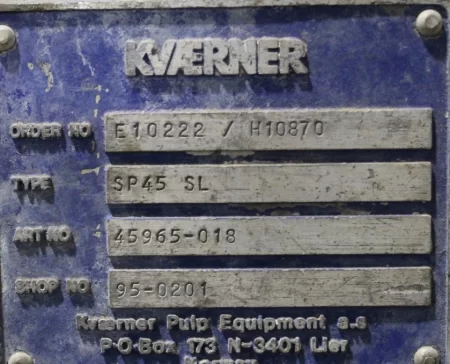 KVÆRNER
ORDER NO E10222 / H10870
TYPE SP45 SL
ART NO 45965-018
SHOP NO 95-0201
Kværner Pulp Equipment a.s
P·O·Box 173 N-3401 Lier
Norway